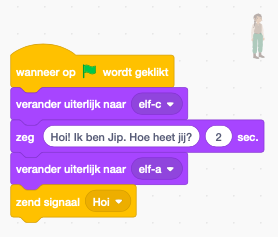 wanneer op wordt geklikt
verander uiterlijk naar elf-c
zeg Hoi! Ik ben Jip. Hoe heet jij? 2 sec.
verander uiterlijk naar elf-a
zend signaal Hoi